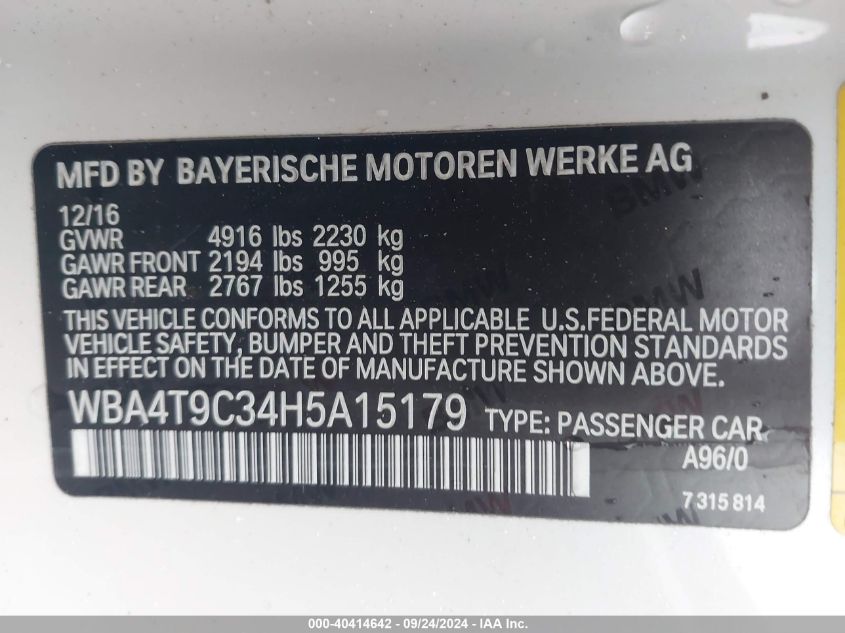 MFD BY BAYERISCHE MOTOREN WERKE AG
12/16
GVWR 4916 lbs 2230 kg
GAWR FRONT 2194 lbs 995 kg
GAWR REAR 2767 lbs 1255 kg
THIS VEHICLE CONFORMS TO ALL APPLICABLE U.S.FEDERAL MOTOR
VEHICLE SAFETY, BUMPER AND THEFT PREVENTION STANDARDS
IN EFFECT ON THE DATE OF MANUFACTURE SHOWN ABOVE.
WBA4T9C34H5A15179 TYPE: PASSENGER CAR
A96/0
7 315 814
BMW
BMW
BMW
000-40414642 - 09/24/2024 - IAA Inc.